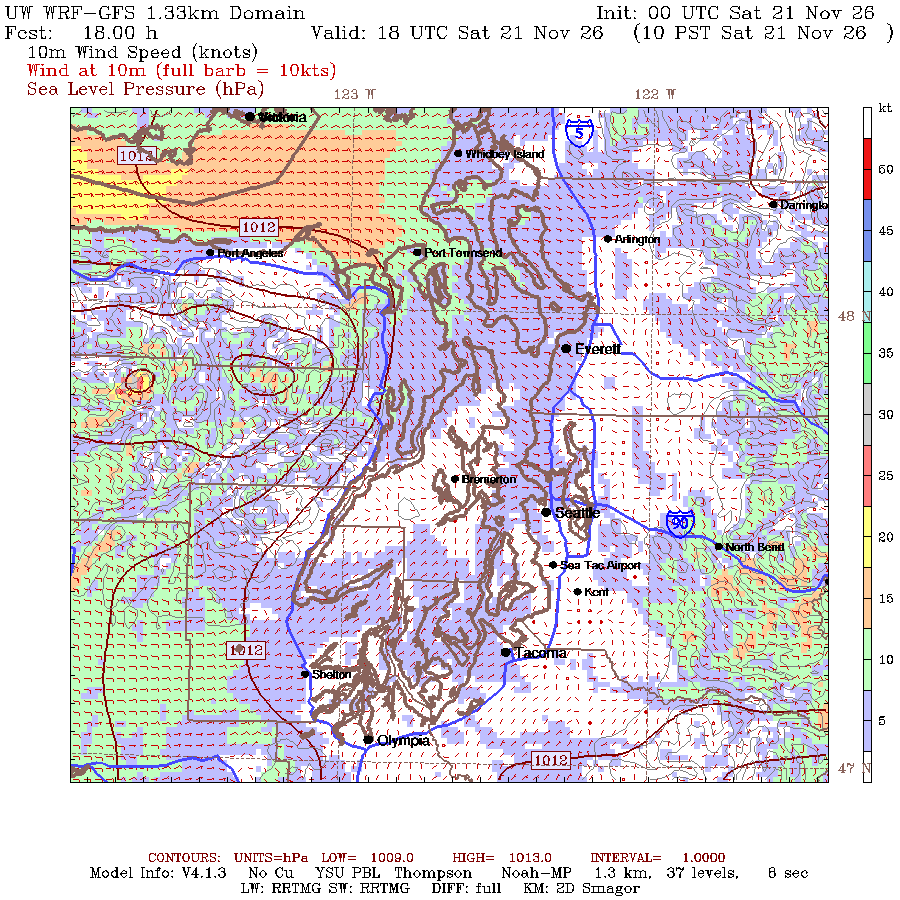 UW WRF-GFS 1.33km Domain Init: 00 UTC Sat 21 Nov 26
Fcst: 18.00 h Valid: 18 UTC Sat 21 Nov 26 (10 PST Sat 21 Nov 26 )
10m Wind Speed (knots)
Wind at 10m (full barb = 10kts)
Sea Level Pressure (hPa)
123 W 122 W
kt
Victoria
5
Whidbey Island
1013
60
Darringto
1012
45
Arlington
Port Angeles
Port Townsend
40
48 N
Everett
35
30
Bremerton
25
Seattle
90
20
North Bend
Sea Tac Airport
Kent
15
1012
Tacoma
10
Shelton
5
Olympia
1012
47 N
CONTOURS: UNITS=hPa LOW= 1009.0 HIGH= 1013.0 INTERVAL= 1.0000
Model Info: V4.1.3 No Cu YSU PBL Thompson Noah-MP 1.3 km, 37 levels, 8 sec
LW: RRTMG SW: RRTMG DIFF: full KM: 2D Smagor